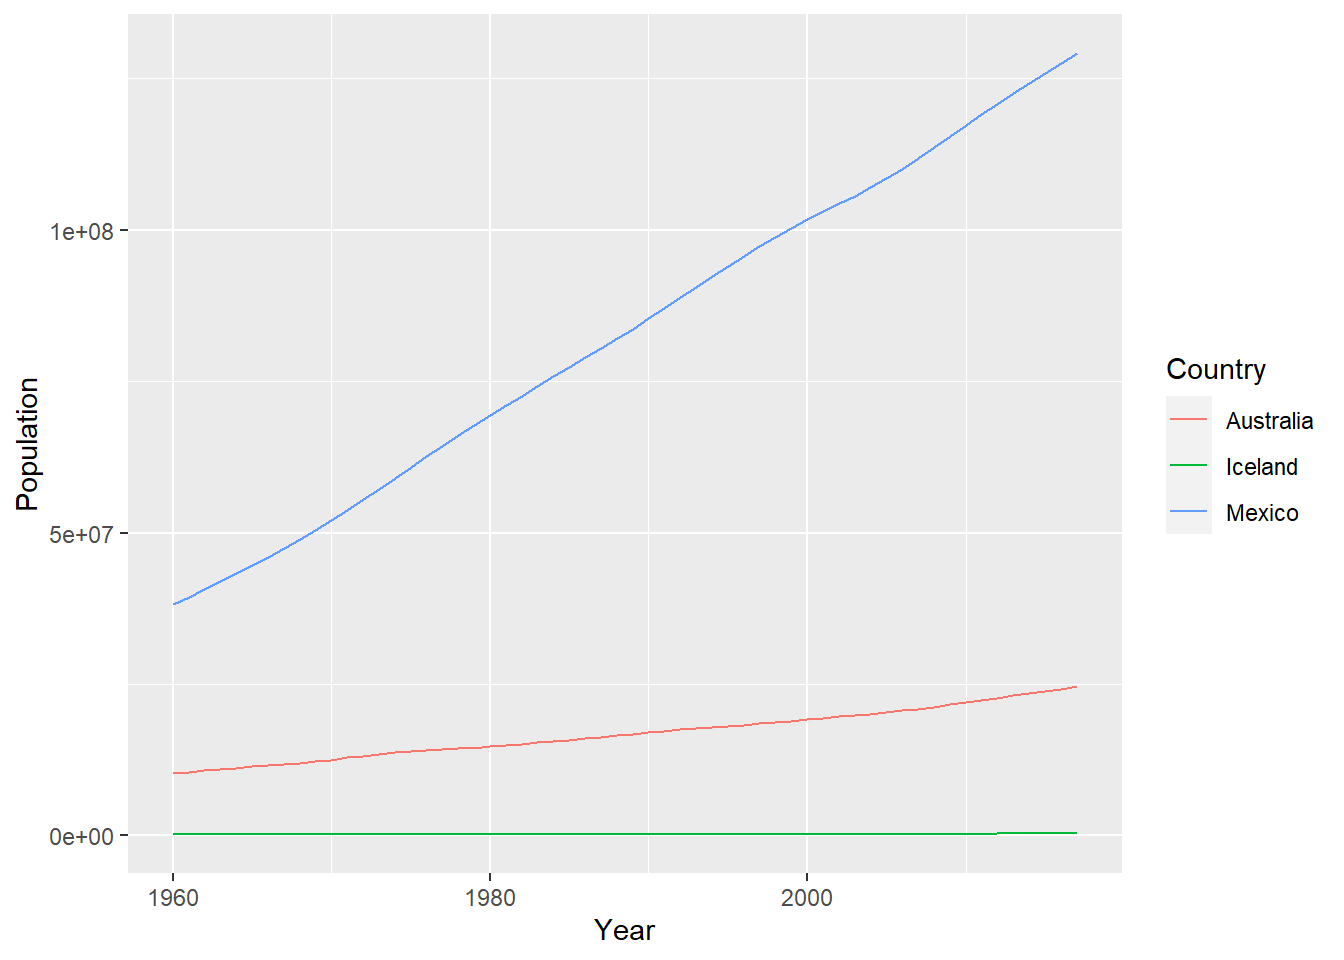 Population
1e+08
5e+07
0e+00
1960
1980
2000
Year
Country
Australia
Iceland
Mexico